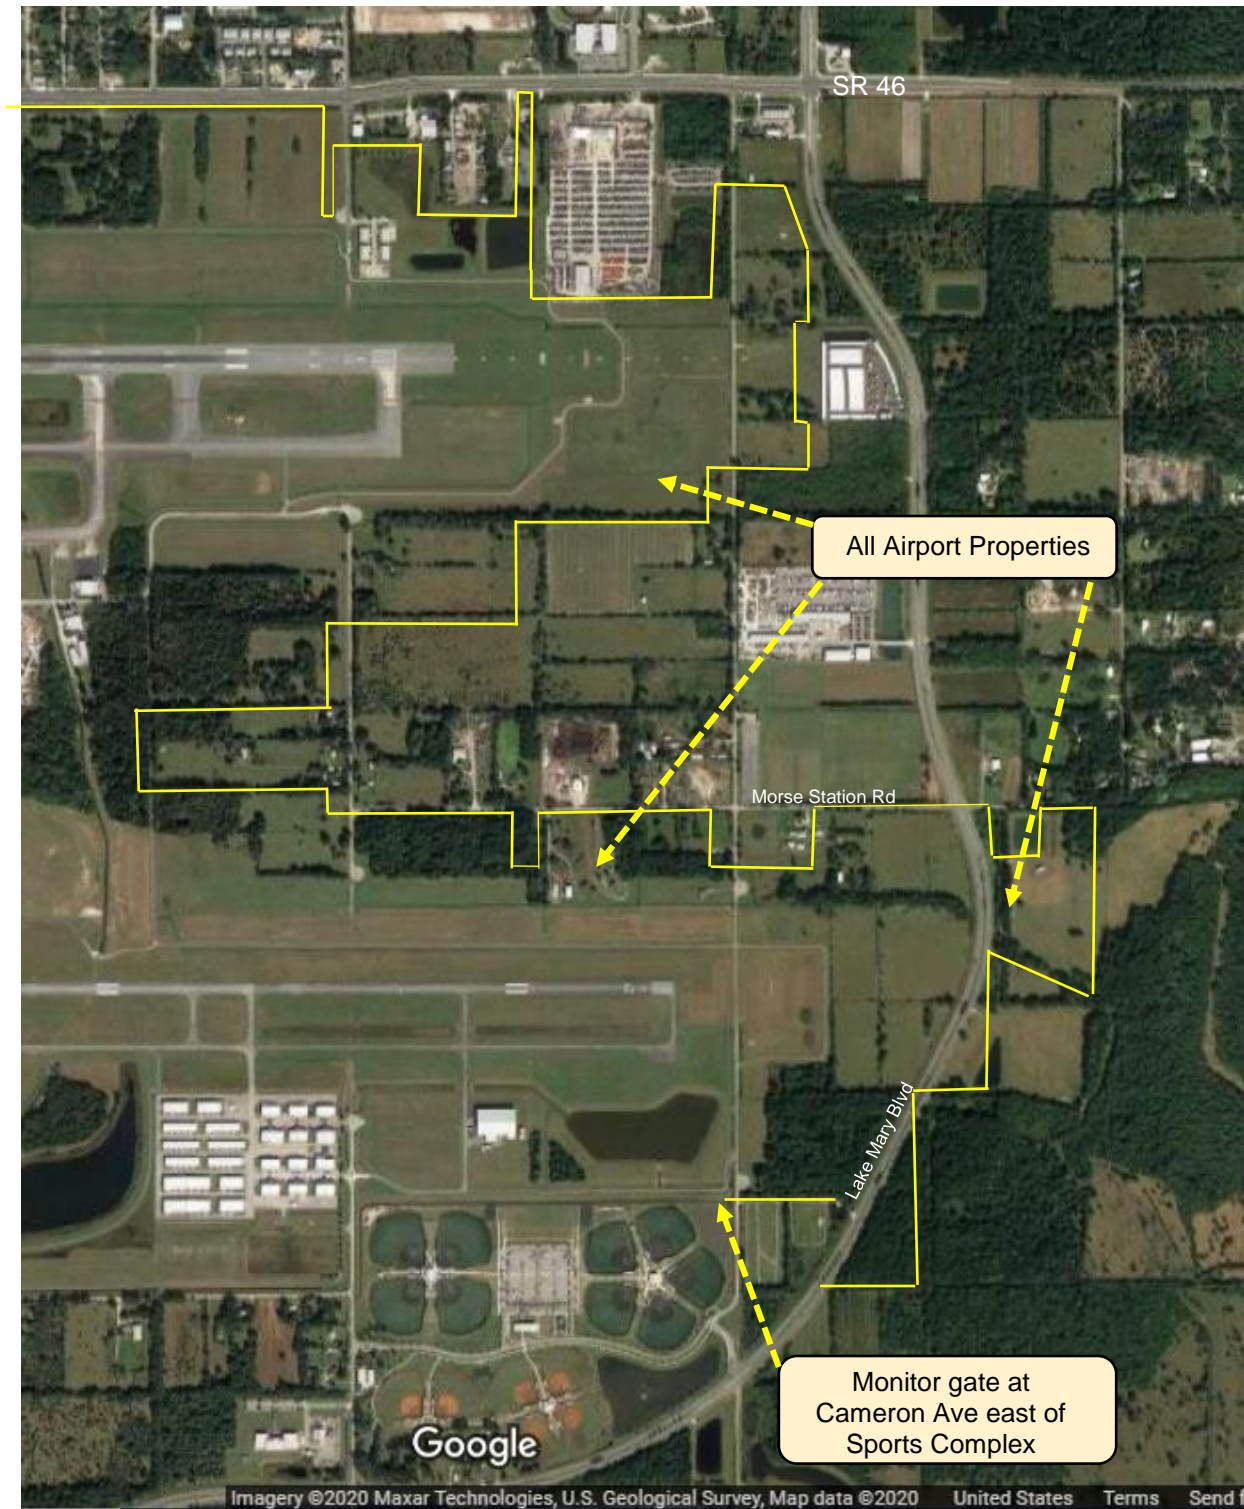 SR 46
All Airport Properties
Morse Station Rd
Lake Mary Blvd
Monitor gate at
Cameron Ave east of
Sports Complex
Google
Imagery ©2020 Maxar Technologies, U.S. Geological Survey, Map data ©2020 United States Terms Send f